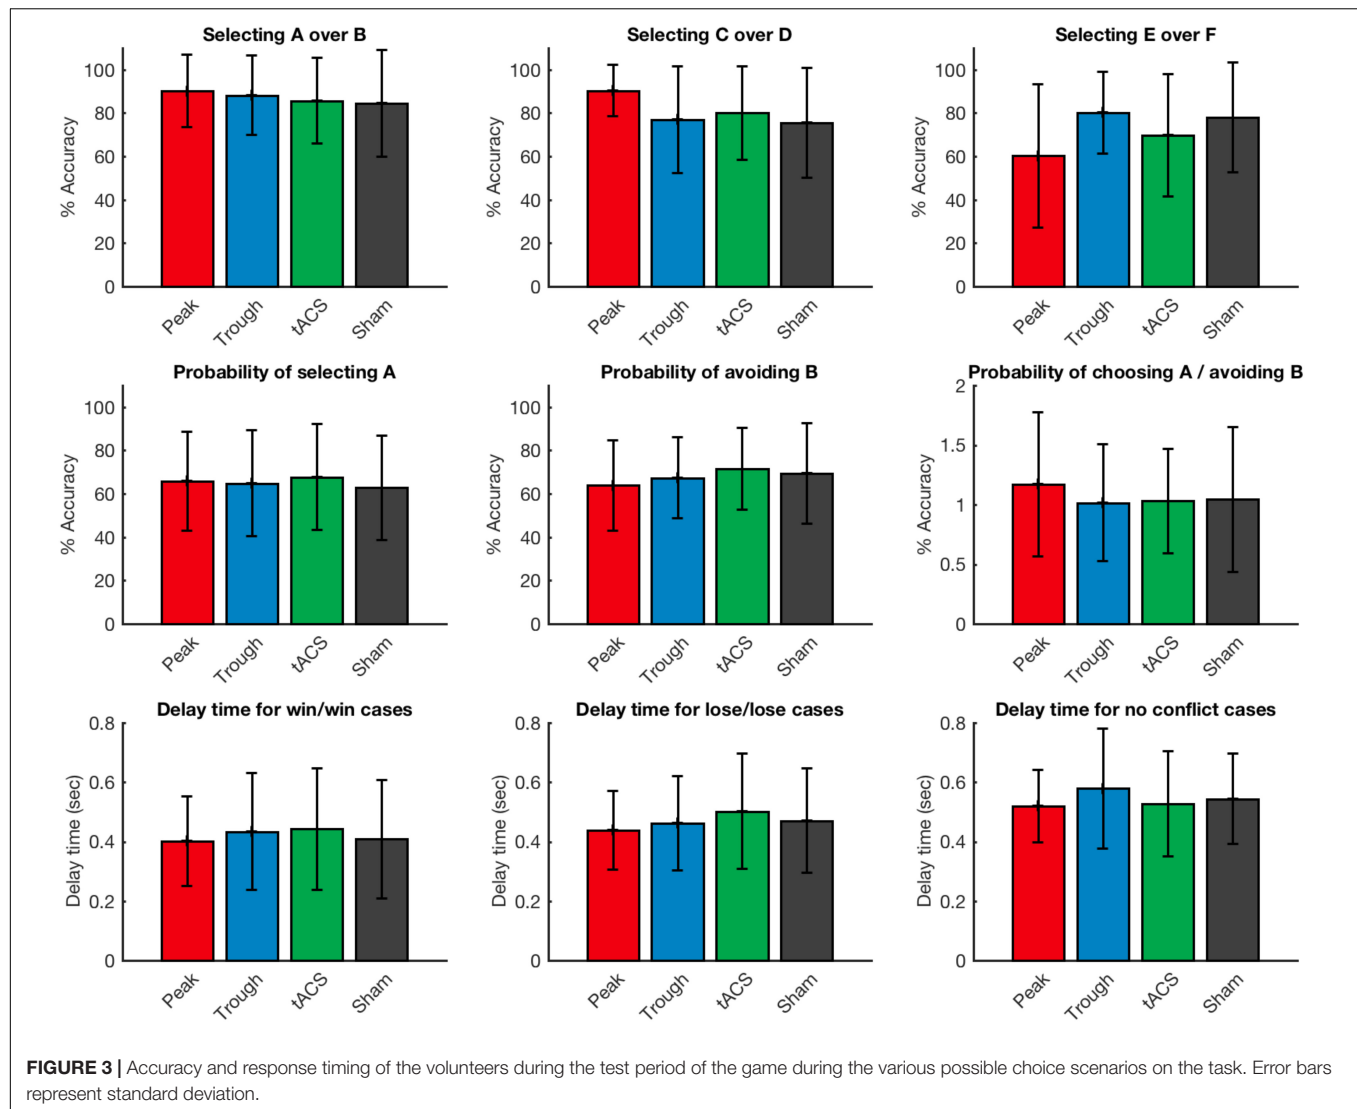 Selecting A over B
% Accuracy
100
80
60
40
20
0
Peak
Trough
tACS
Sham
Selecting C over D
% Accuracy
100
80
60
40
20
0
Peak
Trough
tACS
Sham
Selecting E over F
% Accuracy
100
80
60
40
20
0
Peak
Trough
tACS
Sham
Probability of selecting A
% Accuracy
100
80
60
40
20
0
Peak
Trough
tACS
Sham
Probability of avoiding B
% Accuracy
100
80
60
40
20
0
Peak
Trough
tACS
Sham
Probability of choosing A / avoiding B
% Accuracy
2
1.5
1
0.5
0
Peak
Trough
tACS
Sham
Delay time for win/win cases
Delay time (sec)
0.8
0.6
0.4
0.2
0
Peak
Trough
tACS
Sham
Delay time for lose/lose cases
Delay time (sec)
0.8
0.6
0.4
0.2
0
Peak
Trough
tACS
Sham
Delay time for no conflict cases
Delay time (sec)
0.8
0.6
0.4
0.2
0
Peak
Trough
tACS
Sham
FIGURE 3 | Accuracy and response timing of the volunteers during the test period of the game during the various possible choice scenarios on the task. Error bars
represent standard deviation.